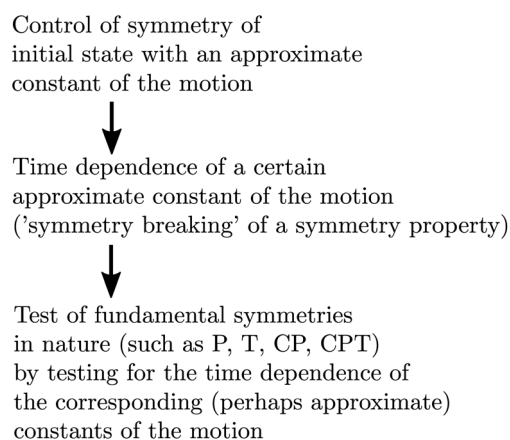 Control of symmetry of
initial state with an approximate
constant of the motion
Time dependence of a certain
approximate constant of the motion
('symmetry breaking' of a symmetry property)
Test of fundamental symmetries
in nature (such as P, T, CP, CPT)
by testing for the time dependence of
the corresponding (perhaps approximate)
constants of the motion